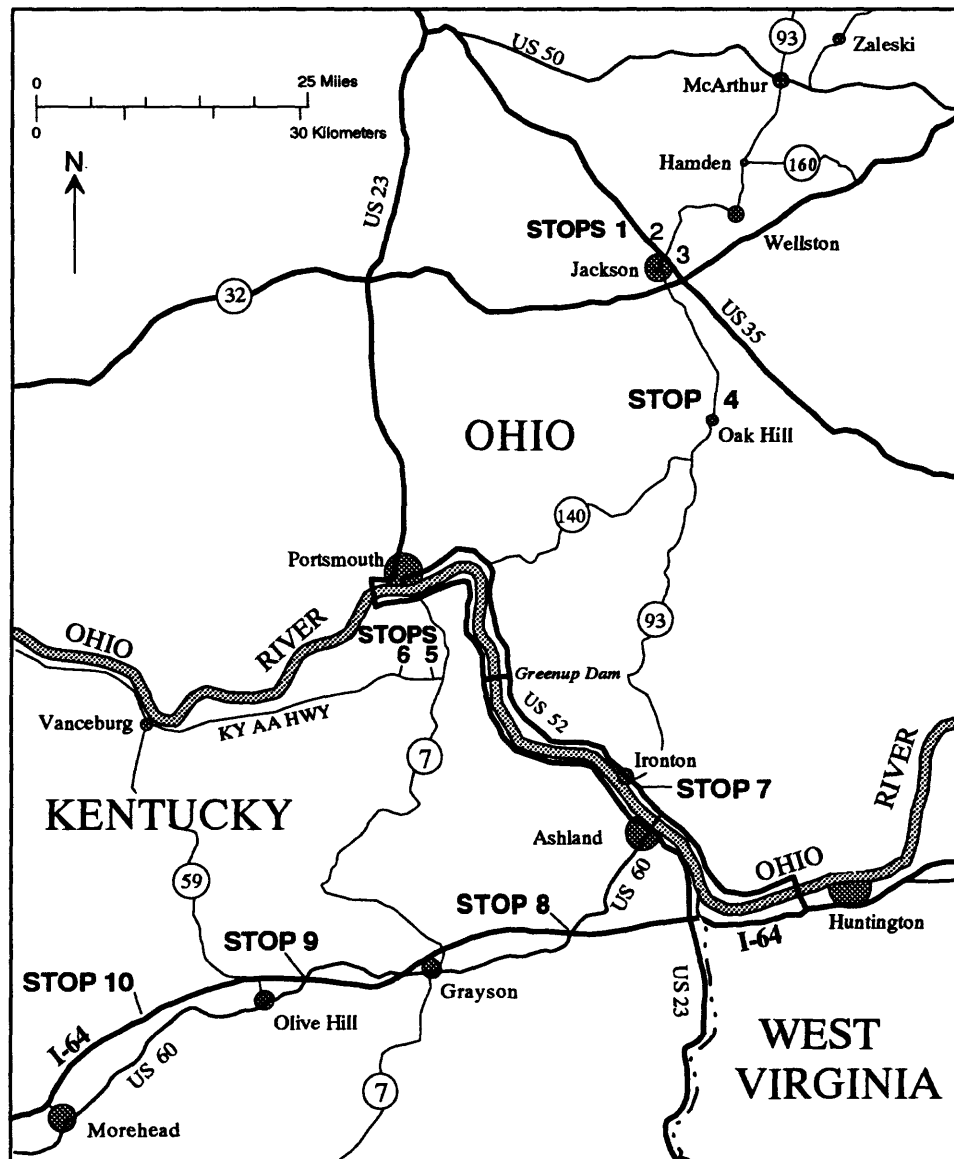 93
Zaleski
US 50
McArthur
0 25 Miles
0 30 Kilometers
N
Hamden
160
US 23
STOPS 1 2 3
Wellston
Jackson
32
US 35
STOP 4
OHIO
Oak Hill
140
Portsmouth
93
OHIO RIVER
STOPS
6 5
Greenup Dam
Vanceburg
KY AA HWY
US 52
7
Ironton
STOP 7
RIVER
KENTUCKY
Ashland
OHIO
59
US 60
STOP 8
Huntington
I-64
STOP 9
STOP 10
Grayson
US 23
Olive Hill
I-64
US 60
WEST
VIRGINIA
7
Morehead